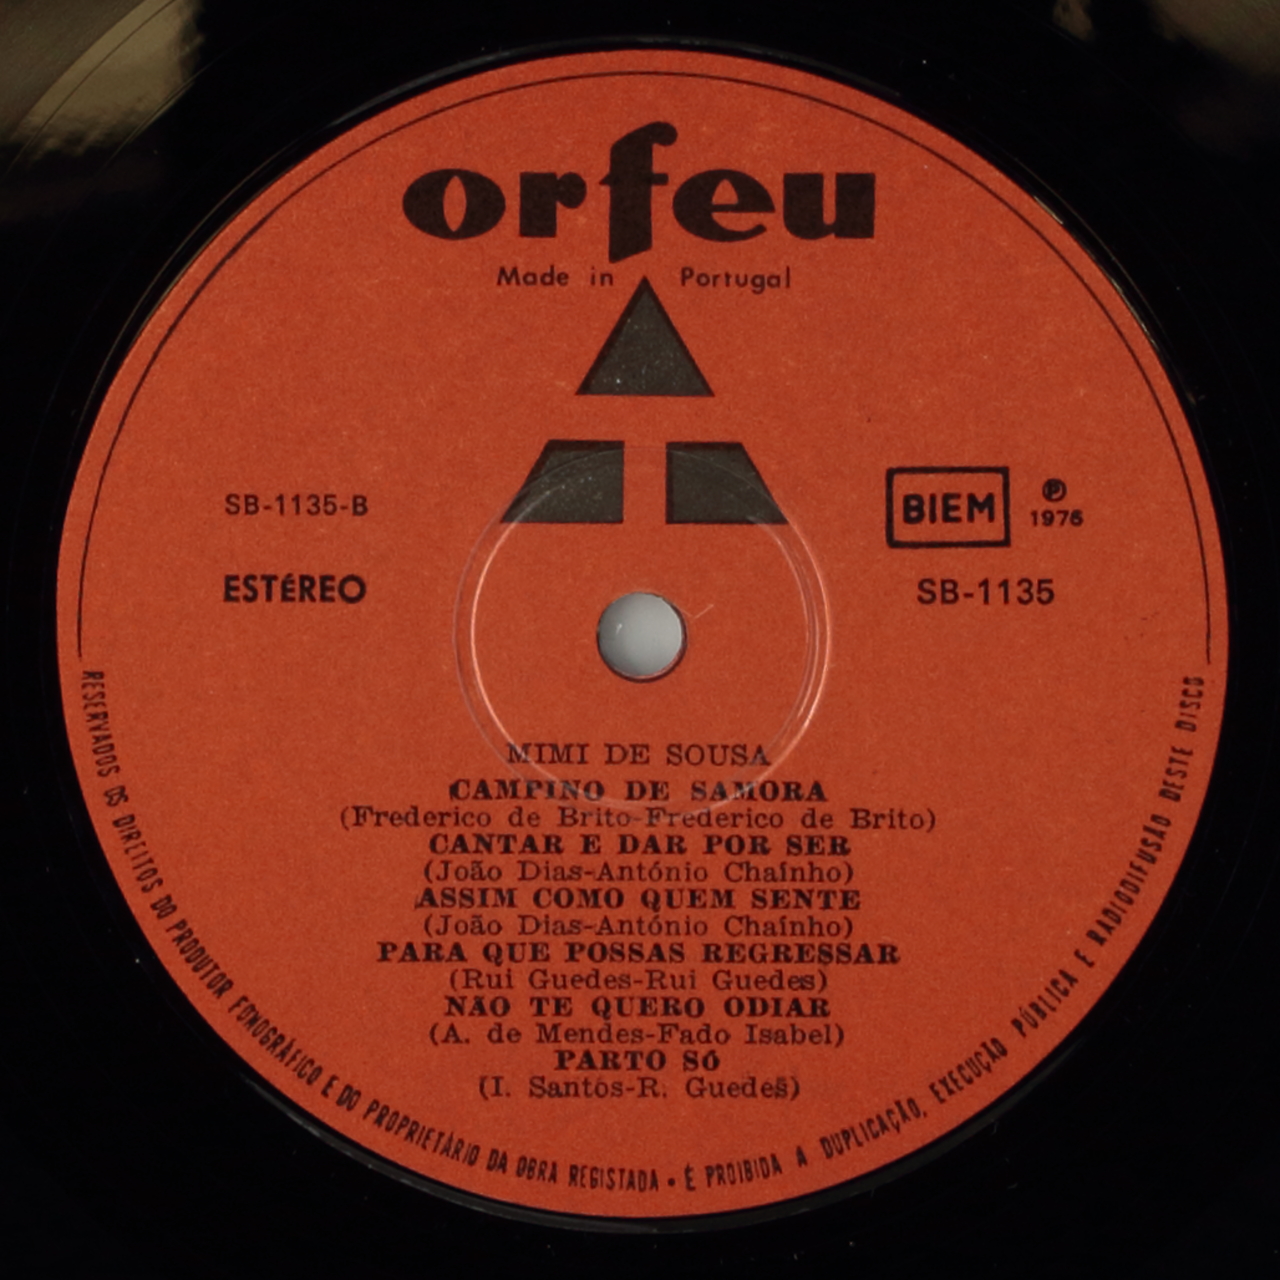 orfeu
Made in Portugal
SB-1135-B
ESTÉREO
BIEM
Ⓟ
1976
SB-1135
MIMI DE SOUSA
CAMPINO DE SAMORA
(Frederico de Brito-Frederico de Brito)
CANTAR E DAR POR SER
(João Dias-António Chaínho)
ASSIM COMO QUEM SENTE
(João Dias-António Chaínho)
PARA QUE POSSAS REGRESSAR
(Rui Guedes-Rui Guedes)
NÃO TE QUERO ODIAR
(A. de Mendes-Fado Isabel)
PARTO SÓ
(I. Santos-R. Guedes)
RESERVADOS OS DIREITOS DO PRODUTOR FONOGRÁFICO E DO PROPRIETÁRIO DA OBRA REGISTADA • É PROIBIDA A DUPLICAÇÃO, EXECUÇÃO PÚBLICA E RADIODIFUSÃO DESTE DISCO